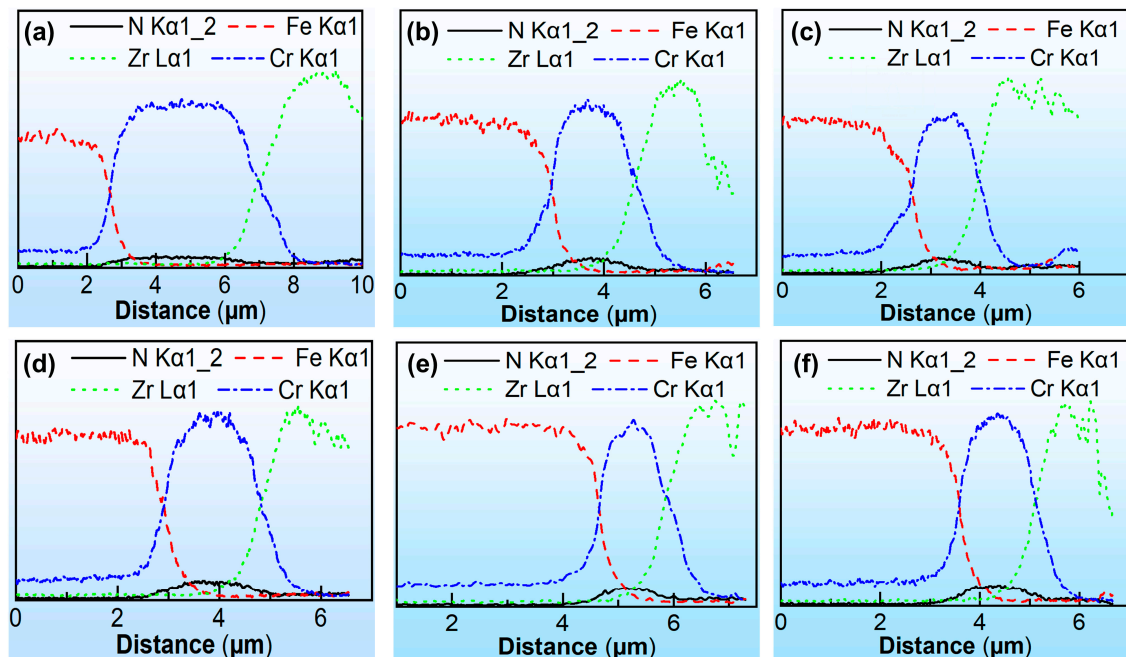 (a) N Kα1_2 Fe Kα1
Zr Lα1 Cr Kα1
0 2 4 6 8 10
Distance (µm)
(b) N Kα1_2 Fe Kα1
Zr Lα1 Cr Kα1
0 2 4 6
Distance (µm)
(c) N Kα1_2 Fe Kα1
Zr Lα1 Cr Kα1
0 2 4 6
Distance (µm)
(d) N Kα1_2 Fe Kα1
Zr Lα1 Cr Kα1
0 2 4 6
Distance (µm)
(e) N Kα1_2 Fe Kα1
Zr Lα1 Cr Kα1
2 4 6
Distance (µm)
(f) N Kα1_2 Fe Kα1
Zr Lα1 Cr Kα1
0 2 4 6
Distance (µm)